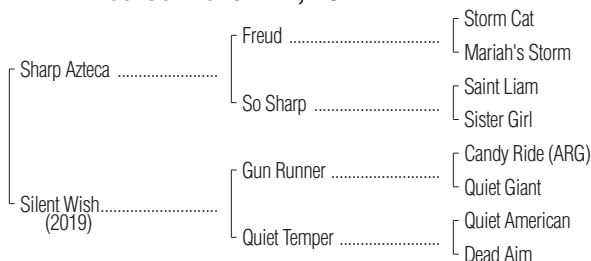 Storm Cat
Freud
Mariah's Storm
Sharp Azteca
Saint Liam
So Sharp
Sister Girl
Candy Ride (ARG)
Gun Runner
Quiet Giant
Silent Wish
(2019)
Quiet American
Quiet Temper
Dead Aim